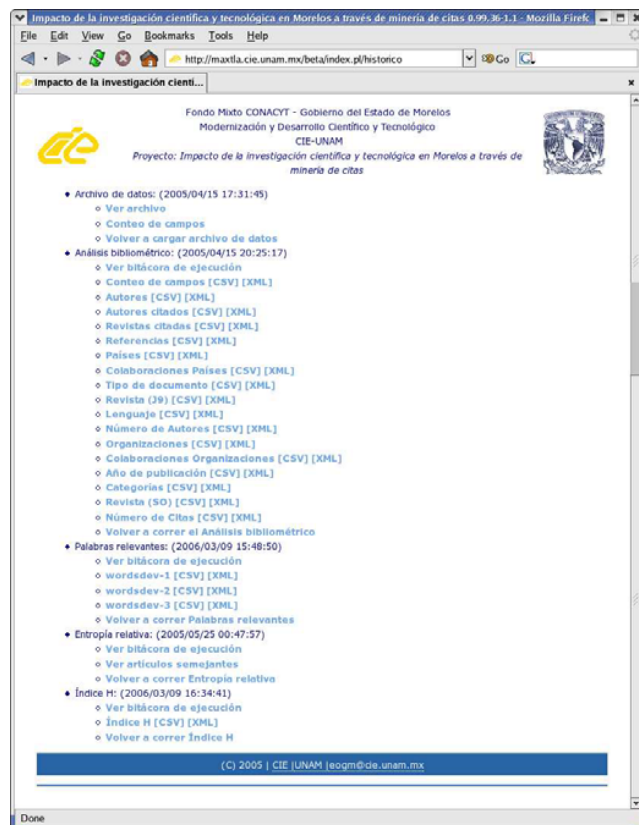 Impacto de la investigación científica y tecnológica en Morelos a través de minería de citas 0.99.36-1.1 - Mozilla Firefc
File Edit View Go Bookmarks Tools Help
http://maxtla.cie.unam.mx/beta/index.pl/historico Go
Impacto de la investigación cientí...
Fondo Mixto CONACYT - Gobierno del Estado de Morelos
Modernización y Desarrollo Científico y Tecnológico
CIE-UNAM
Proyecto: Impacto de la investigación científica y tecnológica en Morelos a través de
minería de citas
cie
Archivo de datos: (2005/04/15 17:31:45)
Ver archivo
Conteo de campos
Volver a cargar archivo de datos
Análisis bibliométrico: (2005/04/15 20:25:17)
Ver bitácora de ejecución
Conteo de campos [CSV] [XML]
Autores [CSV] [XML]
Autores citados [CSV] [XML]
Revistas citadas [CSV] [XML]
Referencias [CSV] [XML]
Países [CSV] [XML]
Colaboraciones Países [CSV] [XML]
Tipo de documento [CSV] [XML]
Revista (J9) [CSV] [XML]
Lenguaje [CSV] [XML]
Número de Autores [CSV] [XML]
Organizaciones [CSV] [XML]
Colaboraciones Organizaciones [CSV] [XML]
Año de publicación [CSV] [XML]
Categorías [CSV] [XML]
Revista (SO) [CSV] [XML]
Número de Citas [CSV] [XML]
Volver a correr el Análisis bibliométrico
Palabras relevantes: (2006/03/09 15:48:50)
Ver bitácora de ejecución
wordsdev-1 [CSV] [XML]
wordsdev-2 [CSV] [XML]
wordsdev-3 [CSV] [XML]
Volver a correr Palabras relevantes
Entropía relativa: (2005/05/25 00:47:57)
Ver bitácora de ejecución
Ver artículos semejantes
Volver a correr Entropía relativa
Índice H: (2006/03/09 16:34:41)
Ver bitácora de ejecución
Índice H [CSV] [XML]
Volver a correr Índice H
(C) 2005 | CIE |UNAM |eogm@cie.unam.mx
Done